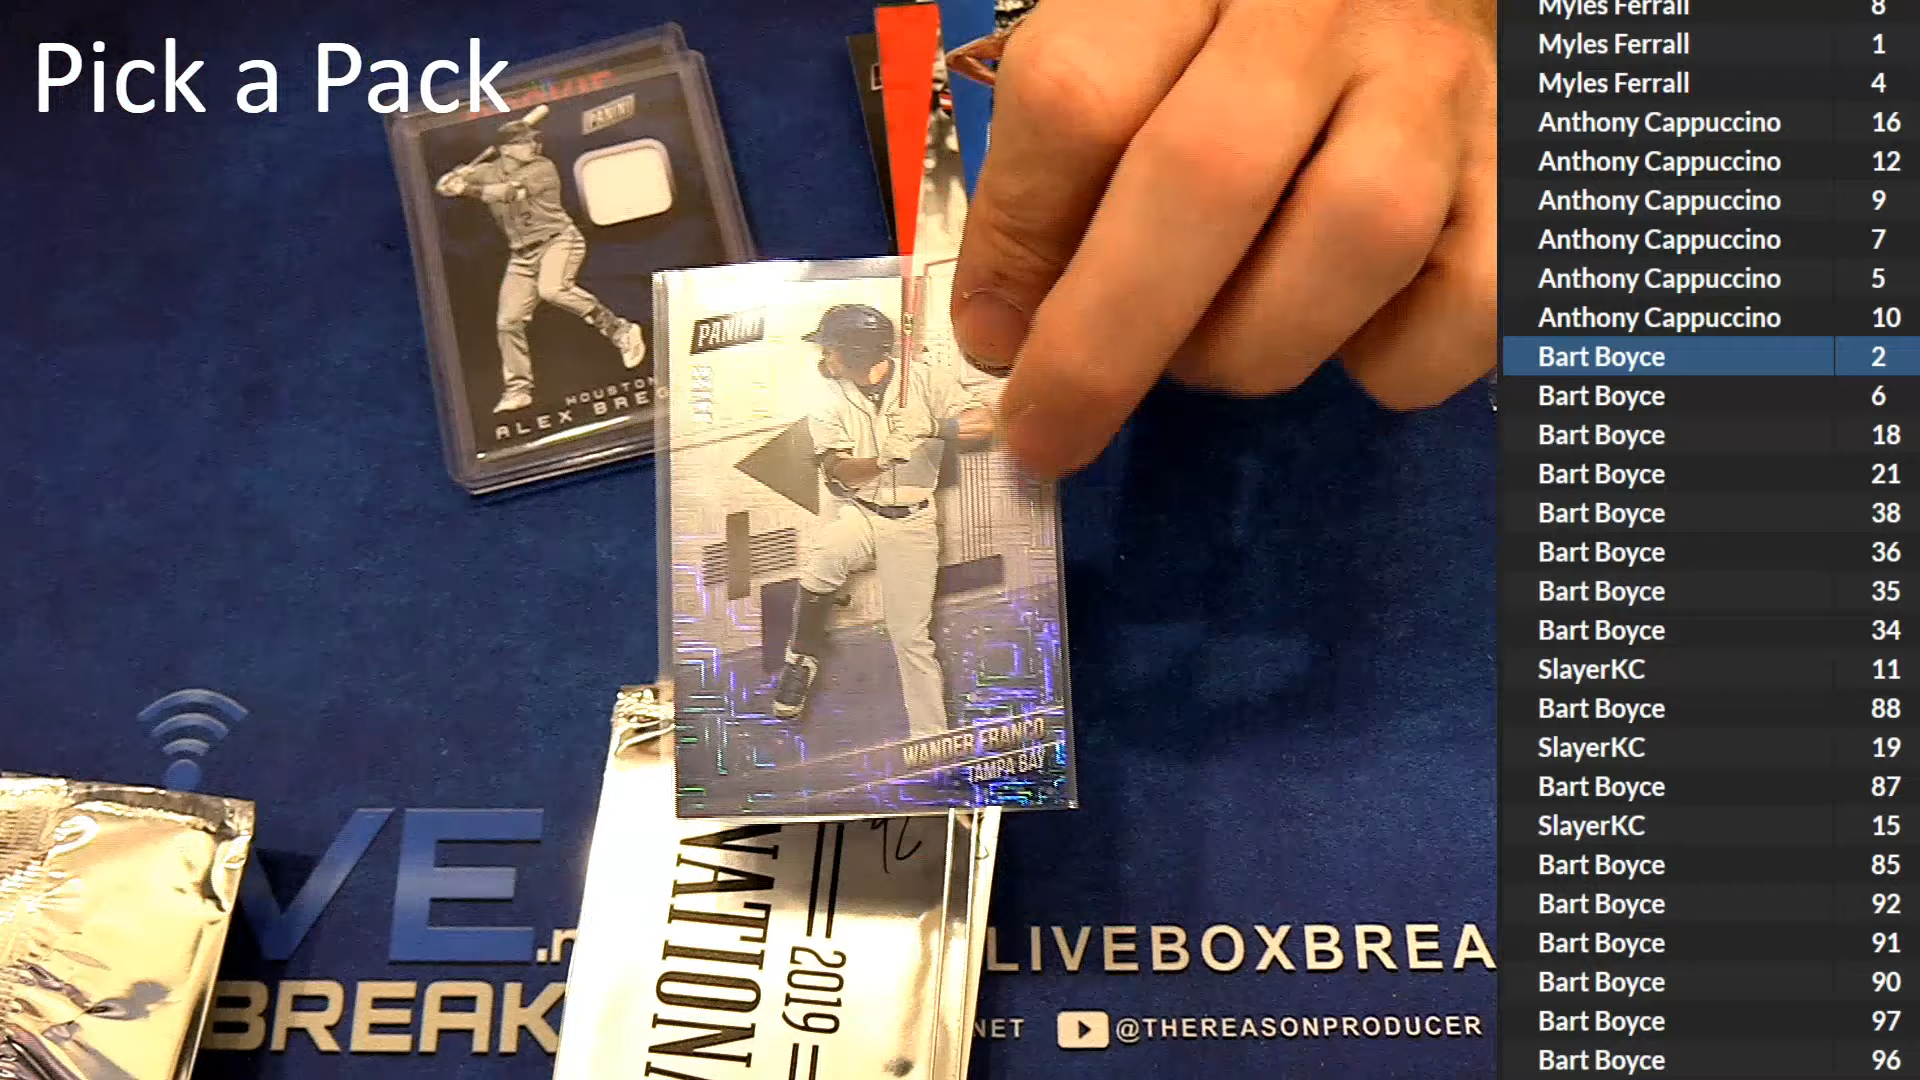 Pick a Pack
PANINI
HOUSTON
ALEX BREG
PANINI
WANDER FRANCO
TAMPA BAY
92
NATIONA
2019
VE.n
BREAK
LIVEBOXBREA
NET
@THEREASONPRODUCER
Myles Ferrall 8
Myles Ferrall 1
Myles Ferrall 4
Anthony Cappuccino 16
Anthony Cappuccino 12
Anthony Cappuccino 9
Anthony Cappuccino 7
Anthony Cappuccino 5
Anthony Cappuccino 10
Bart Boyce 2
Bart Boyce 6
Bart Boyce 18
Bart Boyce 21
Bart Boyce 38
Bart Boyce 36
Bart Boyce 35
Bart Boyce 34
SlayerKC 11
Bart Boyce 88
SlayerKC 19
Bart Boyce 87
SlayerKC 15
Bart Boyce 85
Bart Boyce 92
Bart Boyce 91
Bart Boyce 90
Bart Boyce 97
Bart Boyce 96